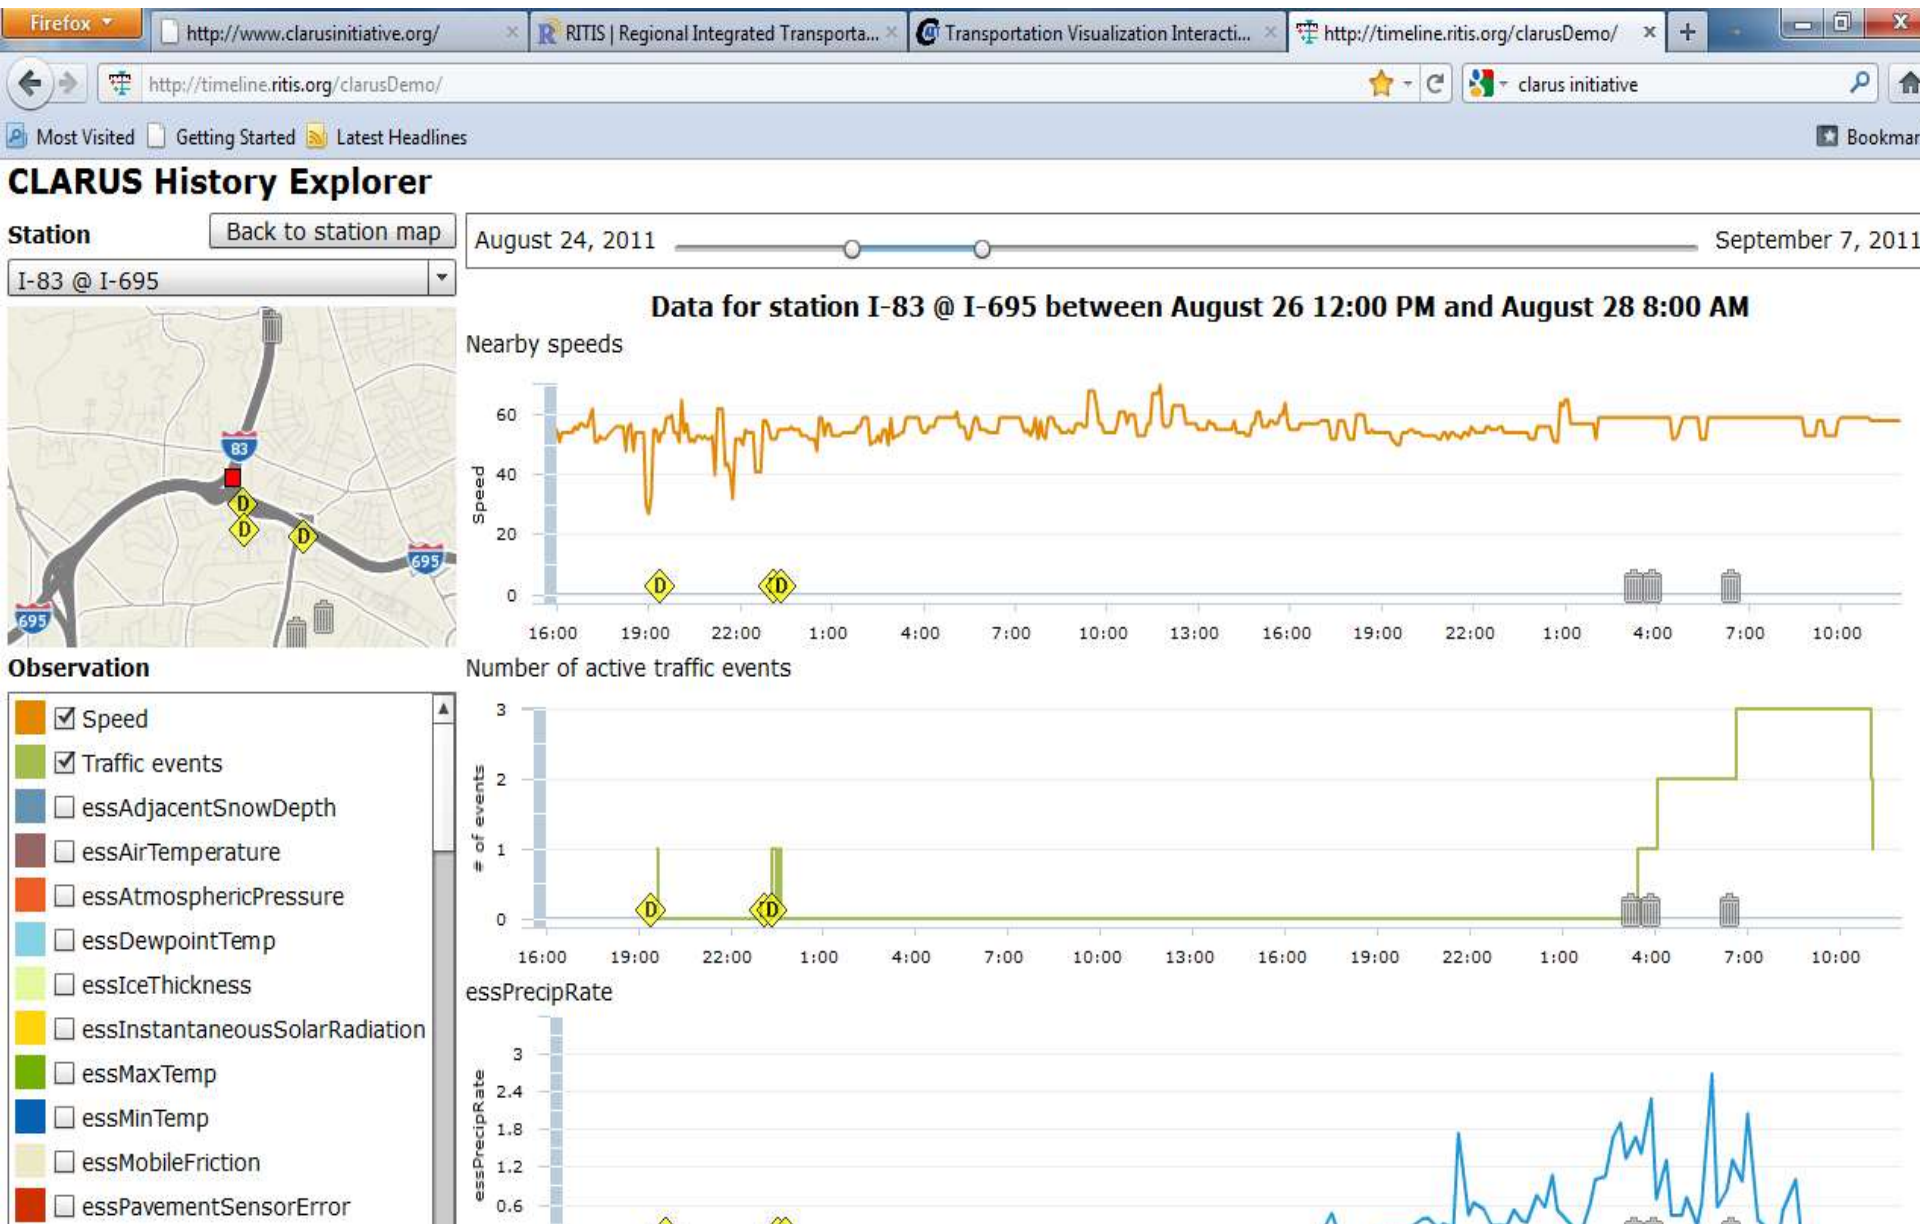 Firefox
http://www.clarusinitiative.org/
RITIS | Regional Integrated Transporta...
Transportation Visualization Interacti...
http://timeline.ritis.org/clarusDemo/
http://timeline.ritis.org/clarusDemo/
clarus initiative
Most Visited
Getting Started
Latest Headlines
Bookmar
CLARUS History Explorer
Station
Back to station map
I-83 @ I-695
August 24, 2011
September 7, 2011
Data for station I-83 @ I-695 between August 26 12:00 PM and August 28 8:00 AM
83
D
D
D
695
695
Nearby speeds
Speed
60
40
20
0
D
D
16:00 19:00 22:00 1:00 4:00 7:00 10:00 13:00 16:00 19:00 22:00 1:00 4:00 7:00 10:00
Observation
Speed
Traffic events
essAdjacentSnowDepth
essAirTemperature
essAtmosphericPressure
essDewpointTemp
essIceThickness
essInstantaneousSolarRadiation
essMaxTemp
essMinTemp
essMobileFriction
essPavementSensorError
Number of active traffic events
# of events
3
2
1
0
D
D
16:00 19:00 22:00 1:00 4:00 7:00 10:00 13:00 16:00 19:00 22:00 1:00 4:00 7:00 10:00
essPrecipRate
essPrecipRate
3
2.4
1.8
1.2
0.6